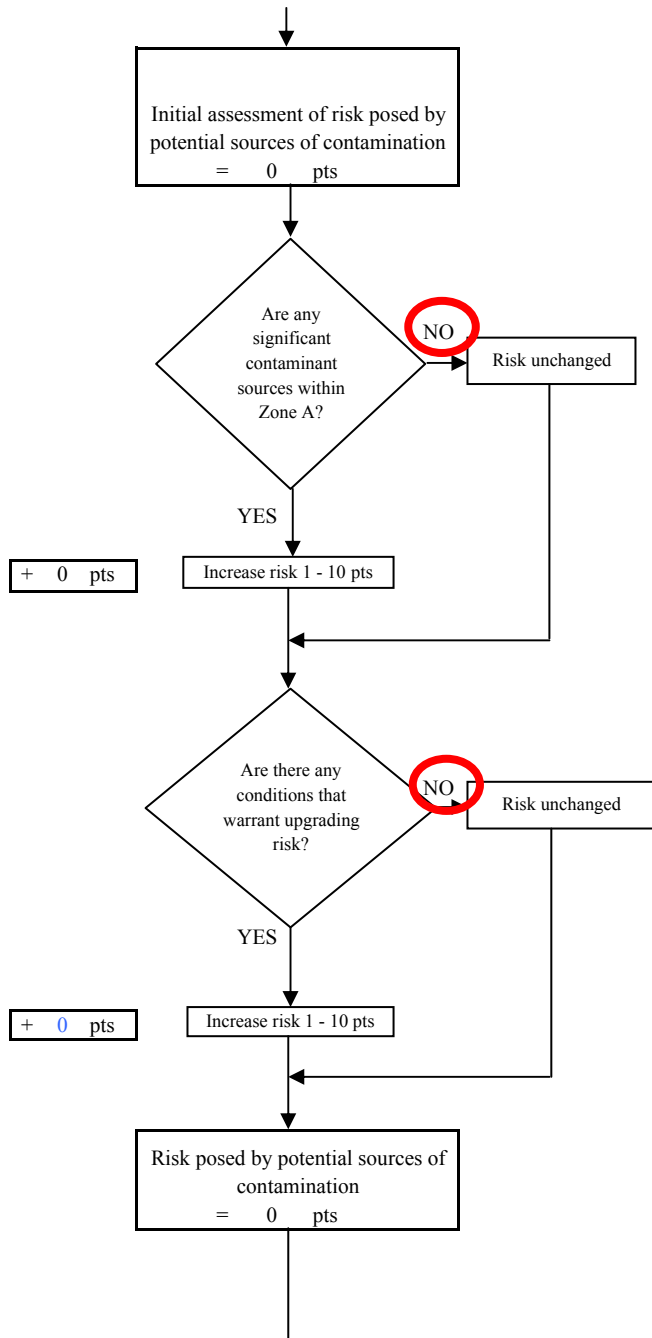 Initial assessment of risk posed by
potential sources of contamination
= 0 pts
Are any
significant
contaminant
sources within
Zone A?
NO
Risk unchanged
YES
+ 0 pts
Increase risk 1 - 10 pts
Are there any
conditions that
warrant upgrading
risk?
NO
Risk unchanged
YES
+ 0 pts
Increase risk 1 - 10 pts
Risk posed by potential sources of
contamination
= 0 pts